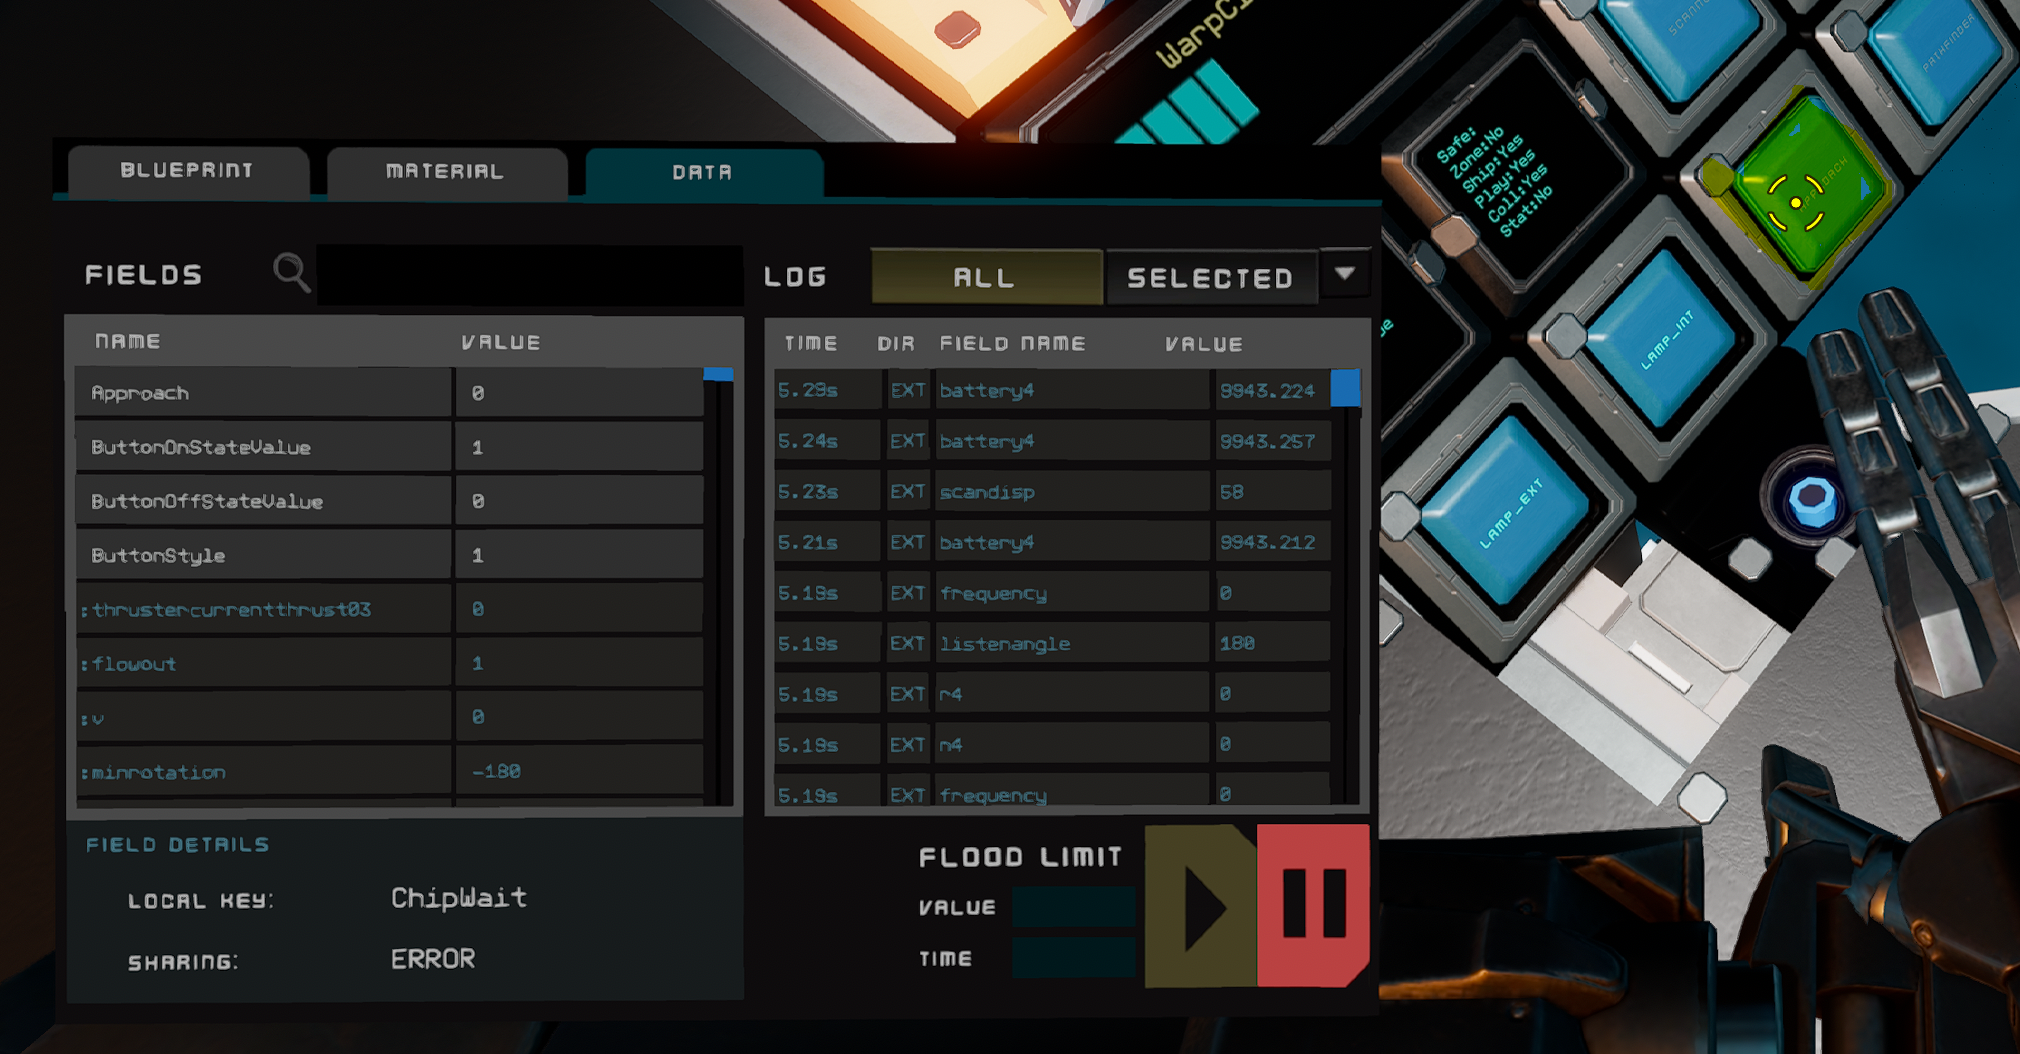 BLUEPRINT
MATERIAL
DATA
FIELDS
NAME VALUE
Approach 0
ButtonOnStateValue 1
ButtonOffStateValue 0
ButtonStyle 1
:thrustercurrentthrust03 0
:flowout 1
:v 0
:minrotation -180
FIELD DETAILS
LOCAL KEY: ChipWait
SHARING: ERROR
LOG
ALL
SELECTED
TIME DIR FIELD NAME VALUE
5.29s EXT battery4 9943.224
5.24s EXT battery4 9943.257
5.23s EXT scandisp 58
5.21s EXT battery4 9943.212
5.19s EXT frequency 0
5.19s EXT listenangle 180
5.19s EXT r4 0
5.19s EXT n4 0
5.19s EXT frequency 0
FLOOD LIMIT
VALUE
TIME
Safe:
Zone:No
Ship:Yes
Play:Yes
Coll:Yes
Stat:No
PATHFINDER
LAMP_INT
LAMP_EXT